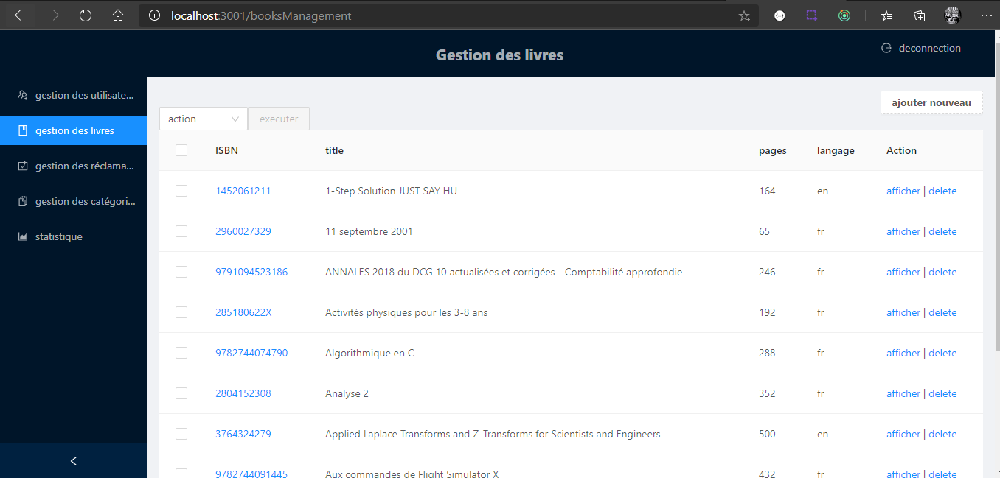 localhost:3001/booksManagement
Gestion des livres
deconnection
gestion des utilisate...
gestion des livres
gestion des réclama...
gestion des catégori...
statistique
ajouter nouveau
action executer
ISBN title pages langage Action
1452061211 1-Step Solution JUST SAY HU 164 en afficher | delete
2960027329 11 septembre 2001 65 fr afficher | delete
9791094523186 ANNALES 2018 du DCG 10 actualisées et corrigées - Comptabilité approfondie 246 fr afficher | delete
285180622X Activités physiques pour les 3-8 ans 192 fr afficher | delete
9782744074790 Algorithmique en C 288 fr afficher | delete
2804152308 Analyse 2 352 fr afficher | delete
3764324279 Applied Laplace Transforms and Z-Transforms for Scientists and Engineers 500 en afficher | delete
9782744091445 Aux commandes de Flight Simulator X 432 fr afficher | delete